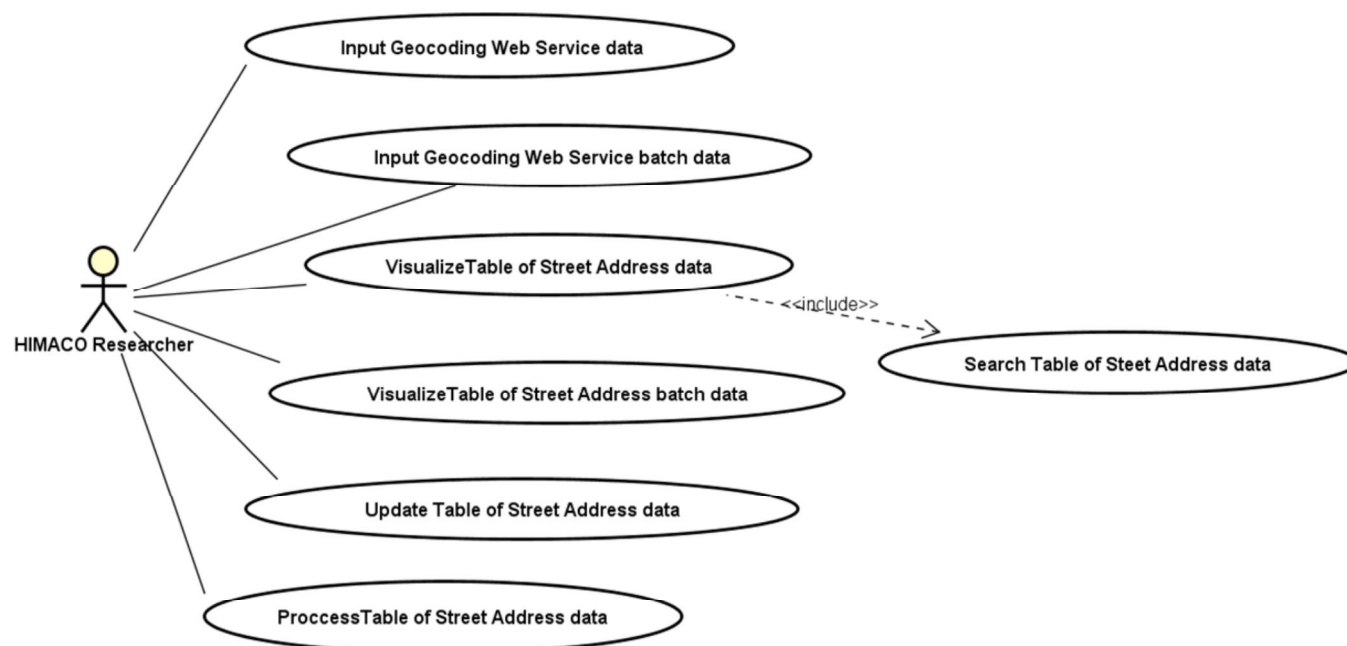 Input Geocoding Web Service data
Input Geocoding Web Service batch data
VisualizeTable of Street Address data
<<include>>
HIMACO Researcher
Search Table of Steet Address data
VisualizeTable of Street Address batch data
Update Table of Street Address data
ProccessTable of Street Address data